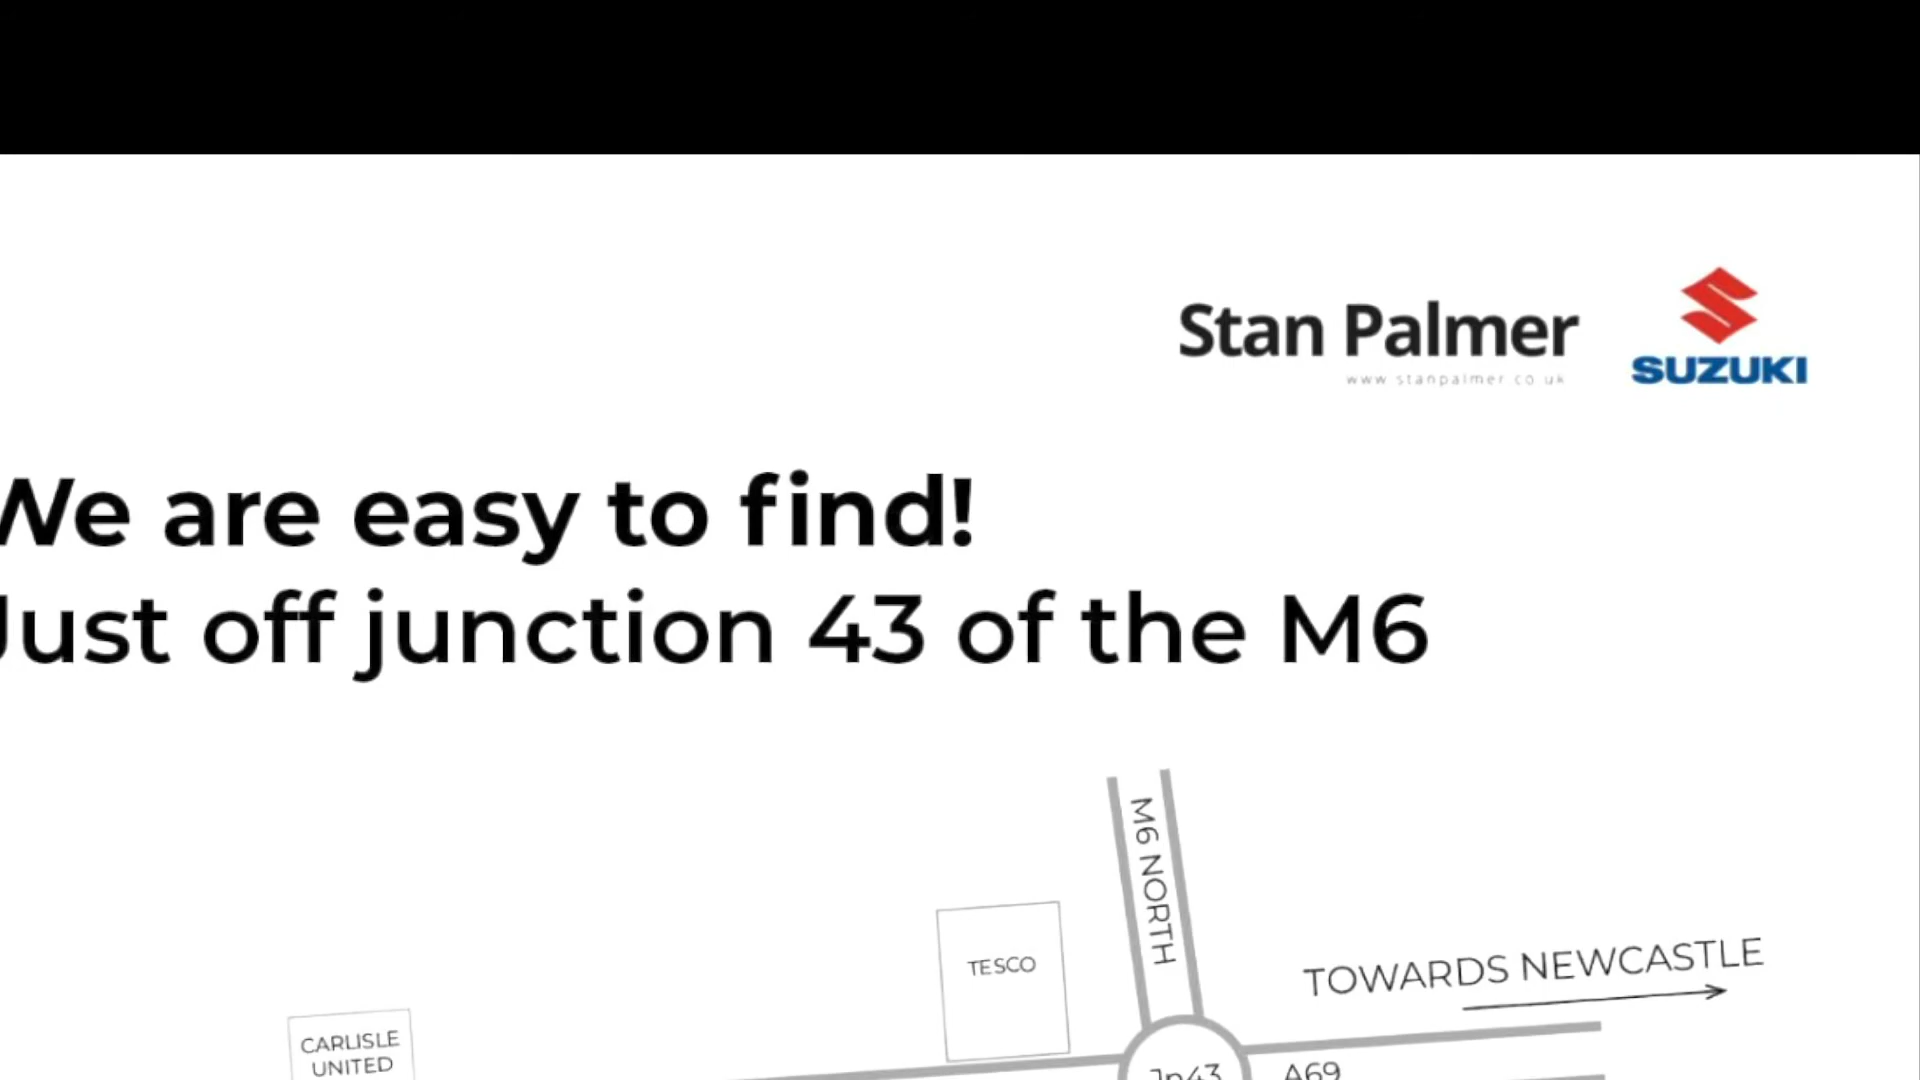 Stan Palmer
www stanpalmer co uk
SUZUKI
We are easy to find!
Just off junction 43 of the M6
M6 NORTH
TESCO
TOWARDS NEWCASTLE
CARLISLE
UNITED
Jn43
A69